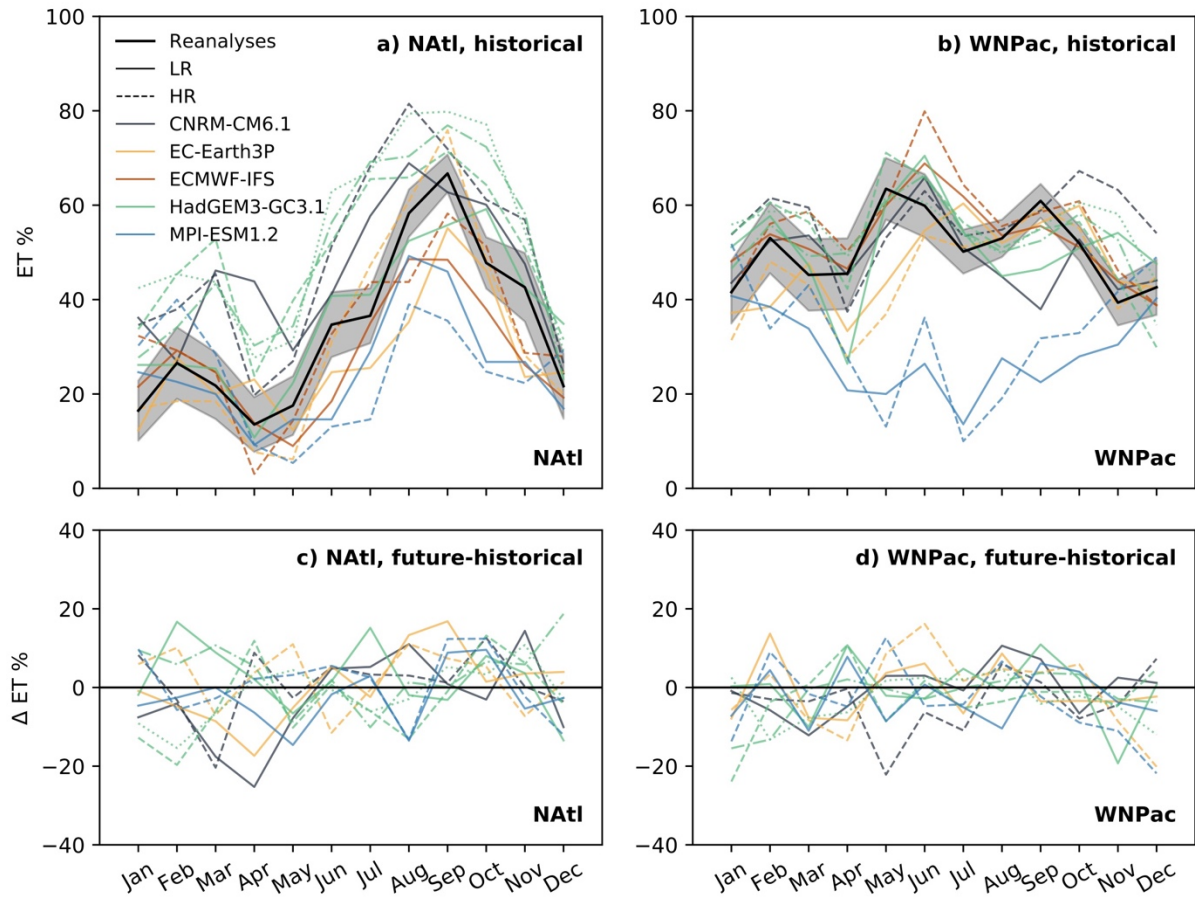 100
80
60
40
20
0
ET %
Reanalyses
LR
HR
CNRM-CM6.1
EC-Earth3P
ECMWF-IFS
HadGEM3-GC3.1
MPI-ESM1.2
a) NAtl, historical
NAtl
100
80
60
40
20
0
b) WNPac, historical
WNPac
40
20
0
−20
−40
Δ ET %
c) NAtl, future-historical
NAtl
Jan Feb Mar Apr May Jun Jul Aug Sep Oct Nov Dec
40
20
0
−20
−40
d) WNPac, future-historical
WNPac
Jan Feb Mar Apr May Jun Jul Aug Sep Oct Nov Dec